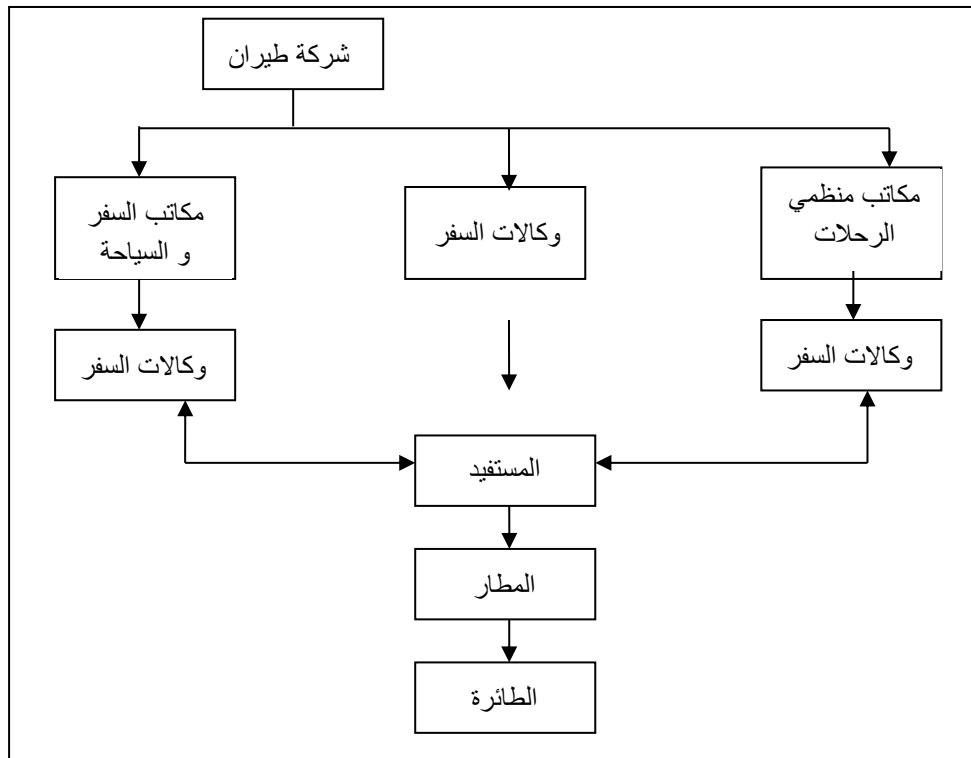 شركة طيران
مكاتب منظمي
الرحلات
وكالات السفر
مكاتب السفر
و السياحة
وكالات السفر
وكالات السفر
المستفيد
المطار
الطائرة